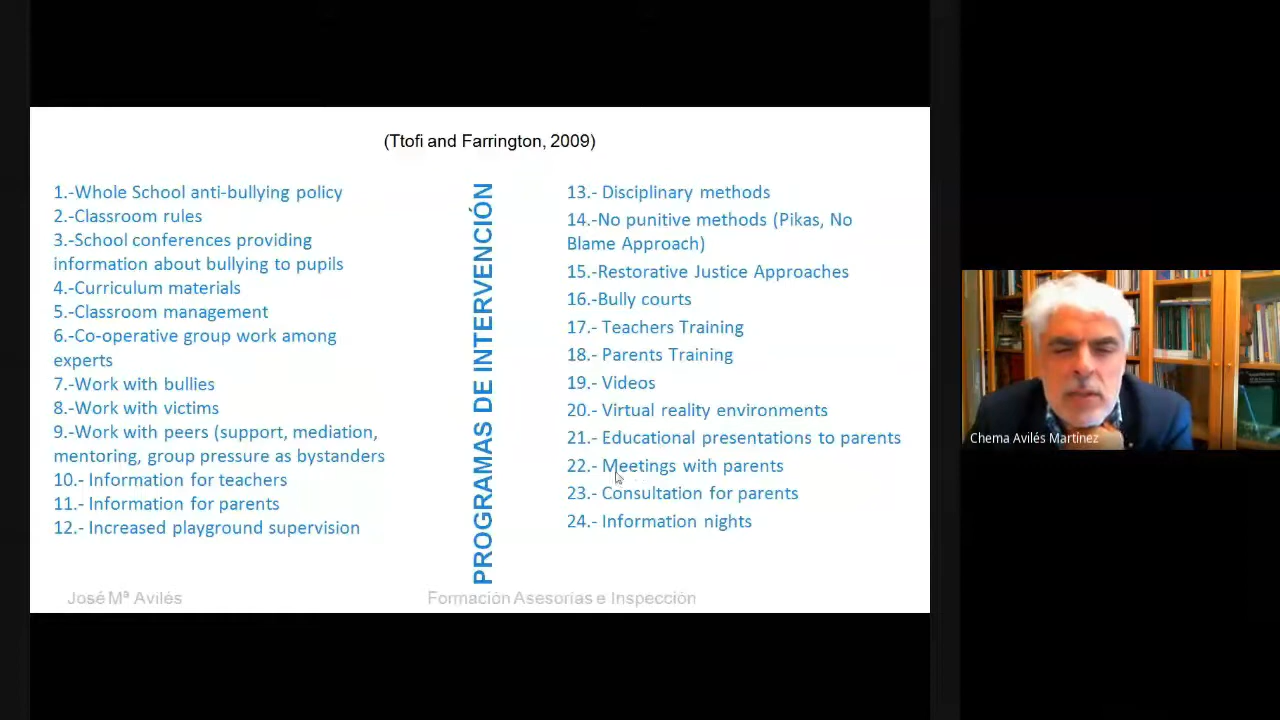 (Ttofi and Farrington, 2009)
1.-Whole School anti-bullying policy
2.-Classroom rules
3.-School conferences providing
information about bullying to pupils
4.-Curriculum materials
5.-Classroom management
6.-Co-operative group work among
experts
7.-Work with bullies
8.-Work with victims
9.-Work with peers (support, mediation,
mentoring, group pressure as bystanders
10.- Information for teachers
11.- Information for parents
12.- Increased playground supervision
PROGRAMAS DE INTERVENCIÓN
13.- Disciplinary methods
14.-No punitive methods (Pikas, No
Blame Approach)
15.-Restorative Justice Approaches
16.-Bully courts
17.- Teachers Training
18.- Parents Training
19.- Videos
20.- Virtual reality environments
21.- Educational presentations to parents
22.- Meetings with parents
23.- Consultation for parents
24.- Information nights
José Mª Avilés
Formación Asesorías e Inspección
Chema Avilés Martínez